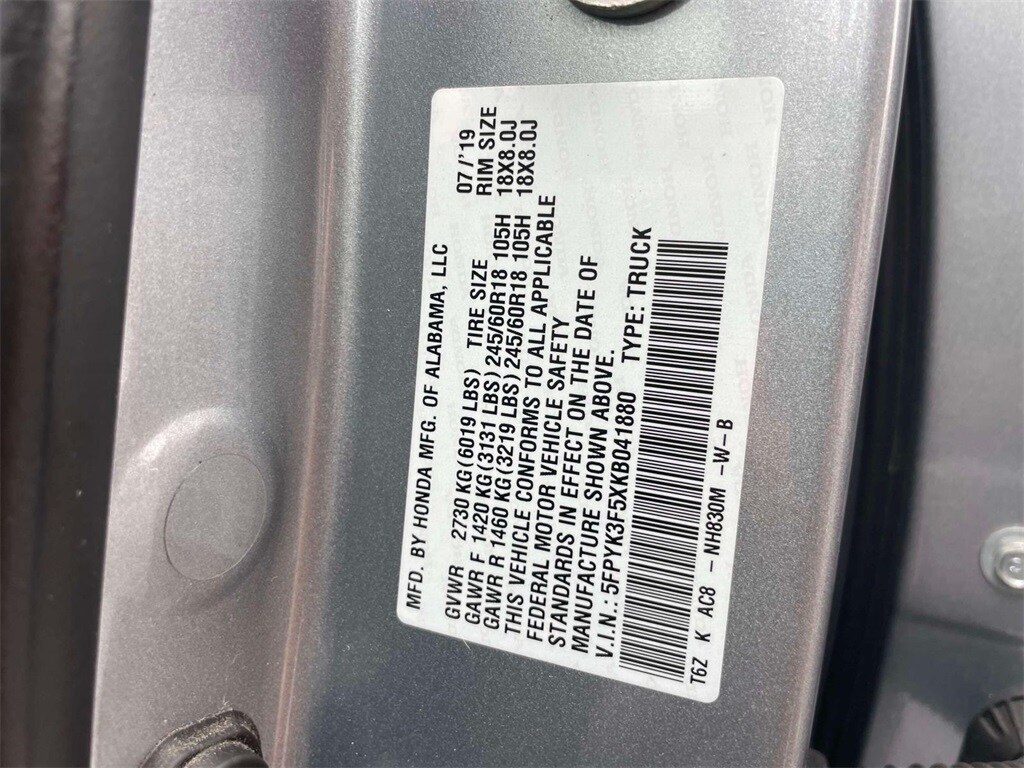 MFD. BY HONDA MFG. OF ALABAMA, LLC 07/'19
GVWR 2730 KG(6019 LBS) TIRE SIZE RIM SIZE
GAWR F 1420 KG(3131 LBS)245/60R18 105H 18X8.0J
GAWR R 1460 KG(3219 LBS)245/60R18 105H 18X8.0J
THIS VEHICLE CONFORMS TO ALL APPLICABLE
FEDERAL MOTOR VEHICLE SAFETY
STANDARDS IN EFFECT ON THE DATE OF
MANUFACTURE SHOWN ABOVE.
V.I.N.:5FPYK3F5XKB041880 TYPE:TRUCK
T6Z K AC8 -NH830M -W-B